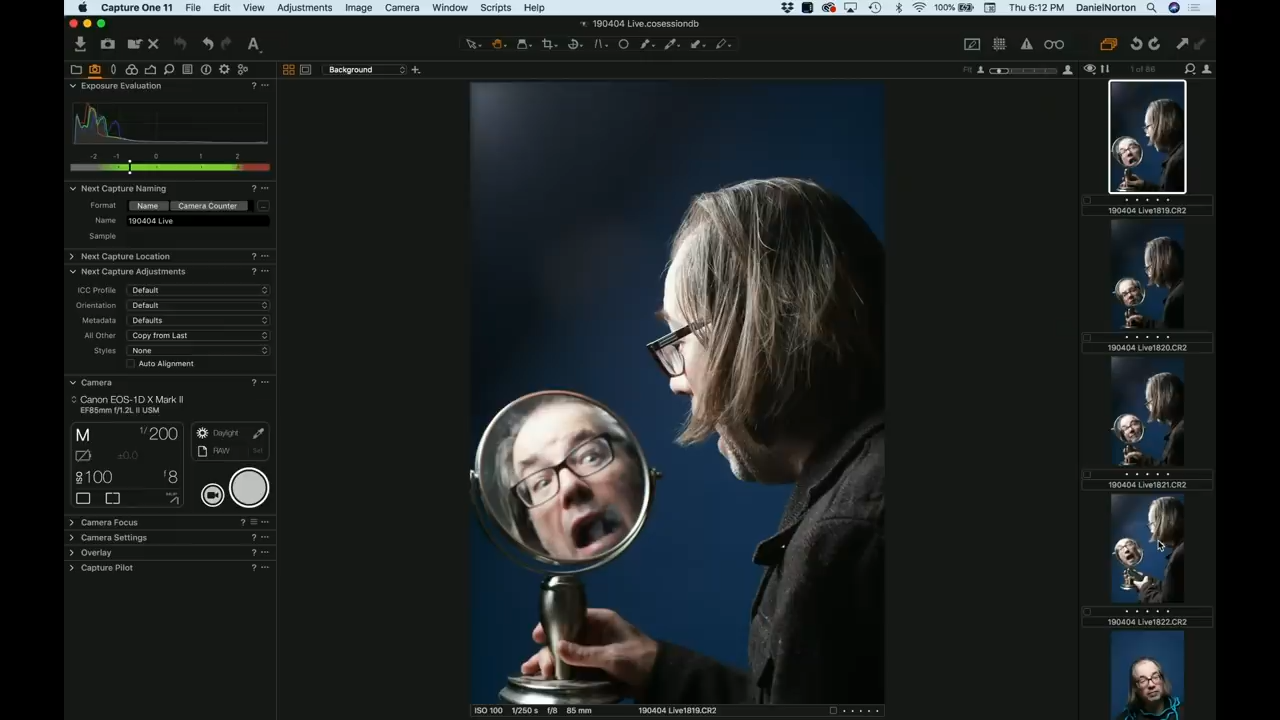 Capture One 11 File Edit View Adjustments Image Camera Window Scripts Help 100% Thu 6:12 PM DanielNorton
190404 Live.cosessiondb
Background Fit 1 of 86
Exposure Evaluation ?
-2 -1 0 1 2
Next Capture Naming ?
Format Name Camera Counter
Name 190404 Live
Sample
Next Capture Location ?
Next Capture Adjustments ?
ICC Profile Default
Orientation Default
Metadata Defaults
All Other Copy from Last
Styles None
Auto Alignment
Camera ?
Canon EOS-1D X Mark II
EF85mm f/1.2L II USM
M 1/200
±0.0
ISO 100 f8
Daylight
RAW Set
Camera Focus ?
Camera Settings ?
Overlay ?
Capture Pilot ?
ISO 100 1/250 s f/8 85 mm 190404 Live1819.CR2
190404 Live1819.CR2
190404 Live1820.CR2
190404 Live1821.CR2
190404 Live1822.CR2